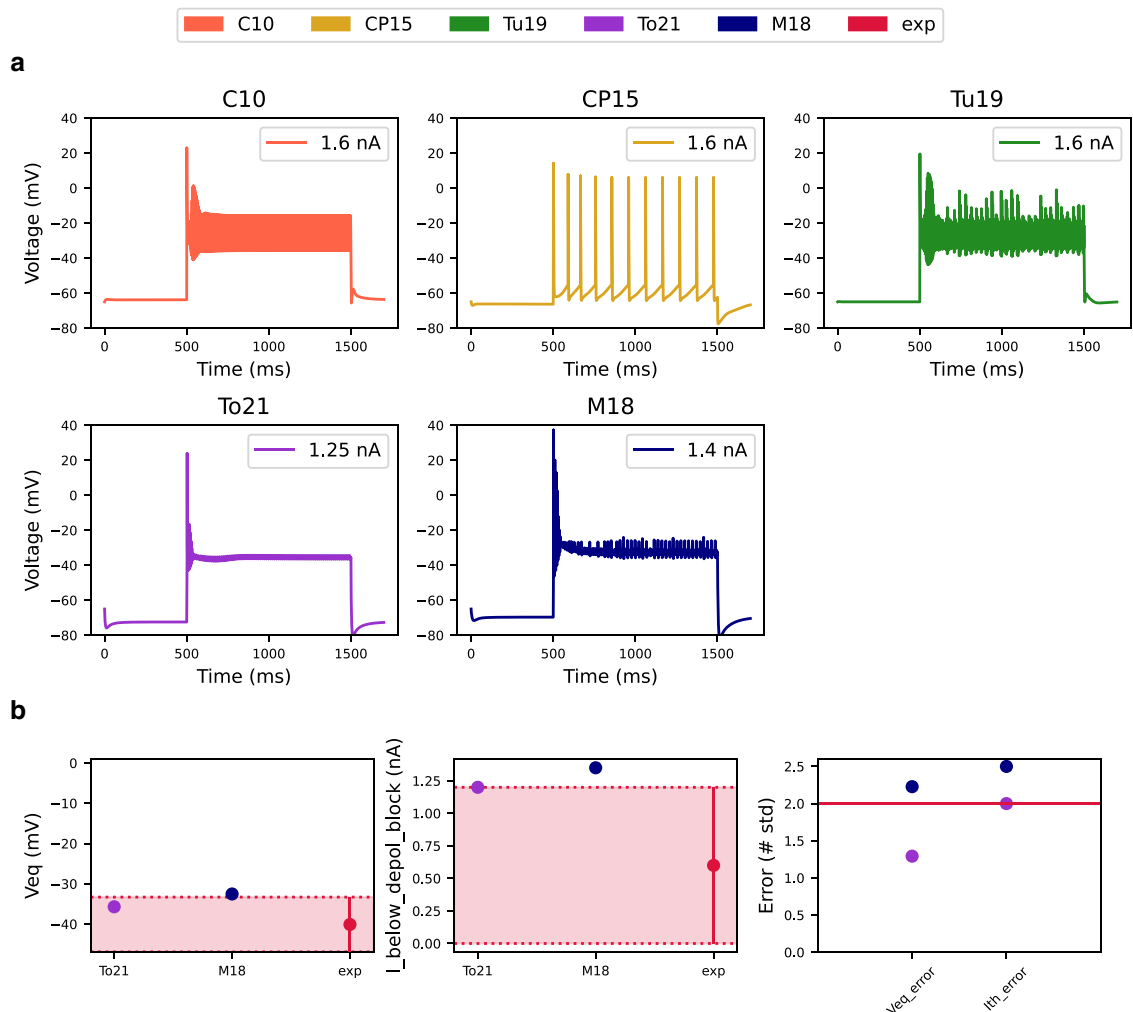 C10 CP15 Tu19 To21 M18 exp
a
C10
CP15
Tu19
40
20
0
−20
−40
−60
−80
Voltage (mV)
1.6 nA
0 500 1000 1500
Time (ms)
40
20
0
−20
−40
−60
−80
1.6 nA
0 500 1000 1500
Time (ms)
40
20
0
−20
−40
−60
−80
1.6 nA
0 500 1000 1500
Time (ms)
To21
M18
40
20
0
−20
−40
−60
−80
Voltage (mV)
1.25 nA
0 500 1000 1500
Time (ms)
40
20
0
−20
−40
−60
−80
1.4 nA
0 500 1000 1500
Time (ms)
b
0
−10
−20
−30
−40
Veq (mV)
To21 M18 exp
I_below_depol_block (nA)
1.25
1.00
0.75
0.50
0.25
0.00
To21 M18 exp
Error (# std)
2.5
2.0
1.5
1.0
0.5
0.0
Veq_error
Ith_error